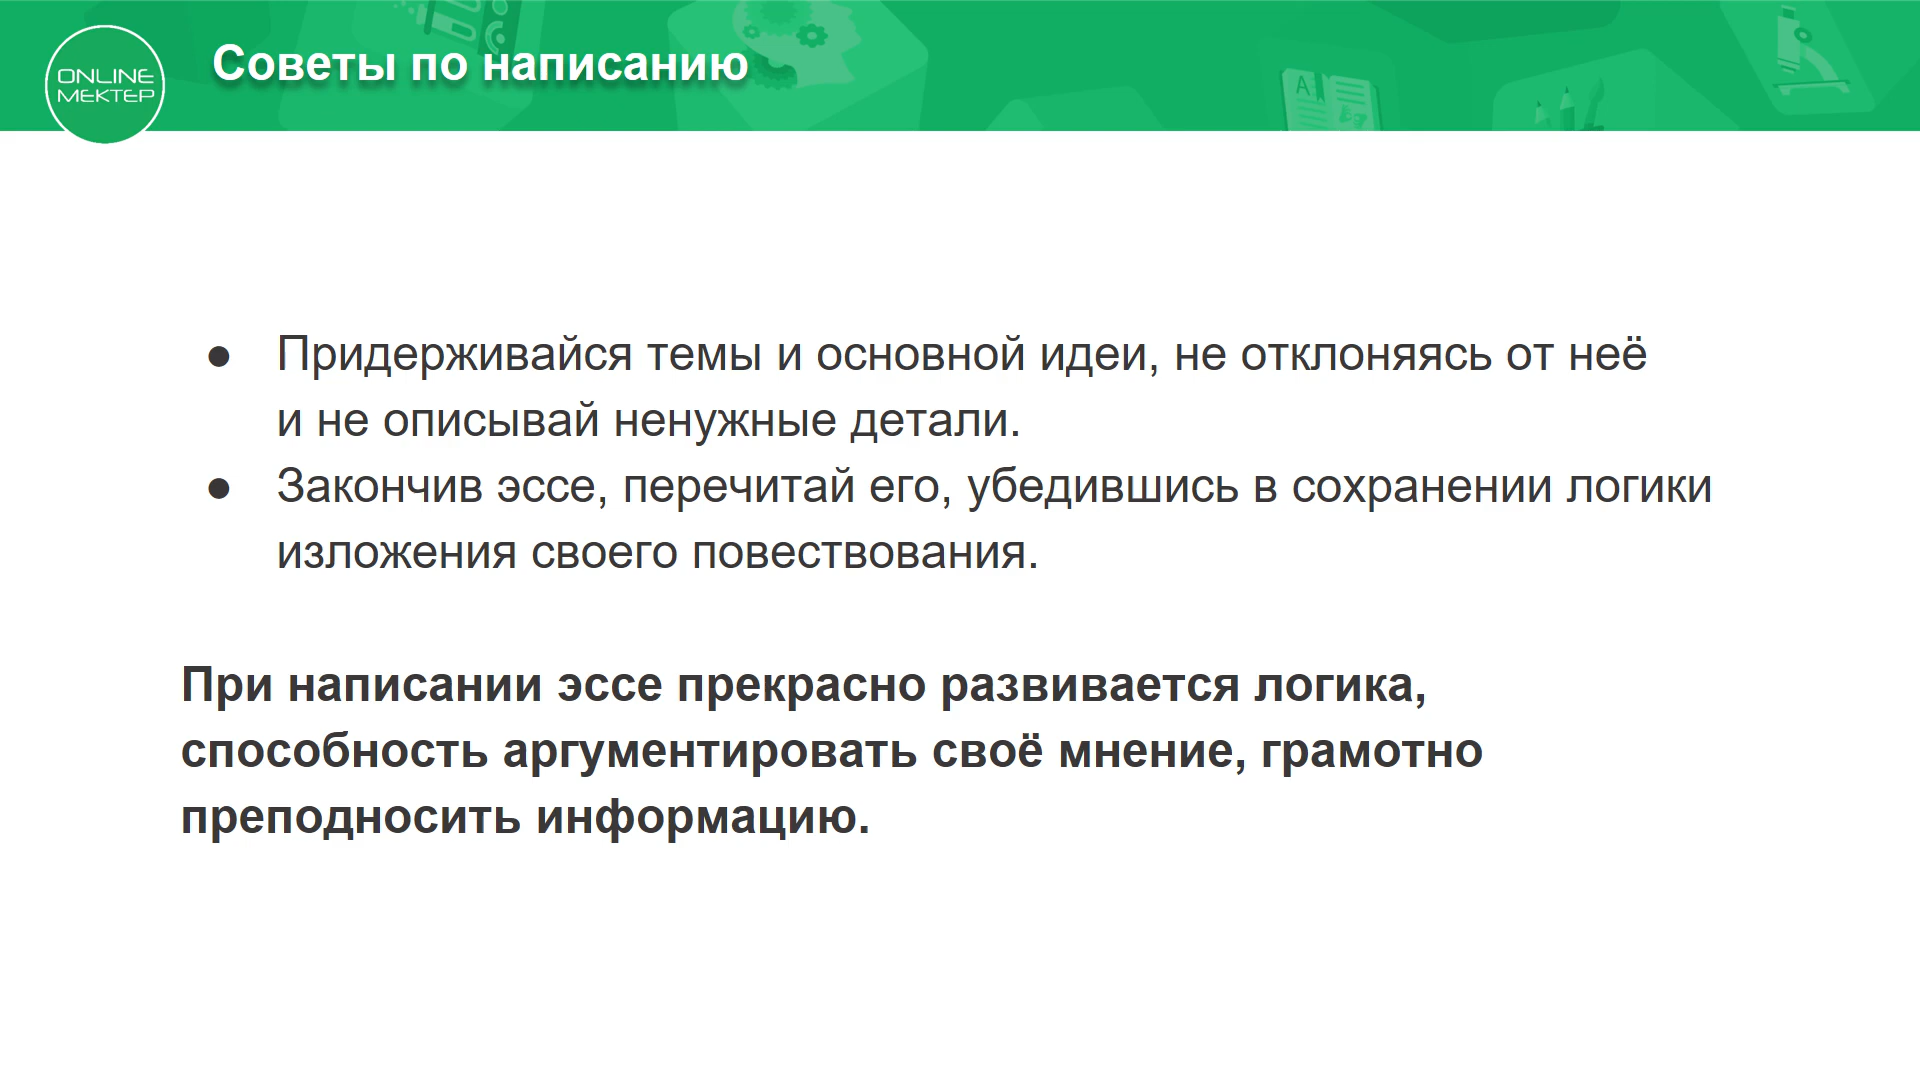 ONLINE
MEKTEP
Советы по написанию
● Придерживайся темы и основной идеи, не отклоняясь от неё
и не описывай ненужные детали.
● Закончив эссе, перечитай его, убедившись в сохранении логики
изложения своего повествования.
При написании эссе прекрасно развивается логика,
способность аргументировать своё мнение, грамотно
преподносить информацию.